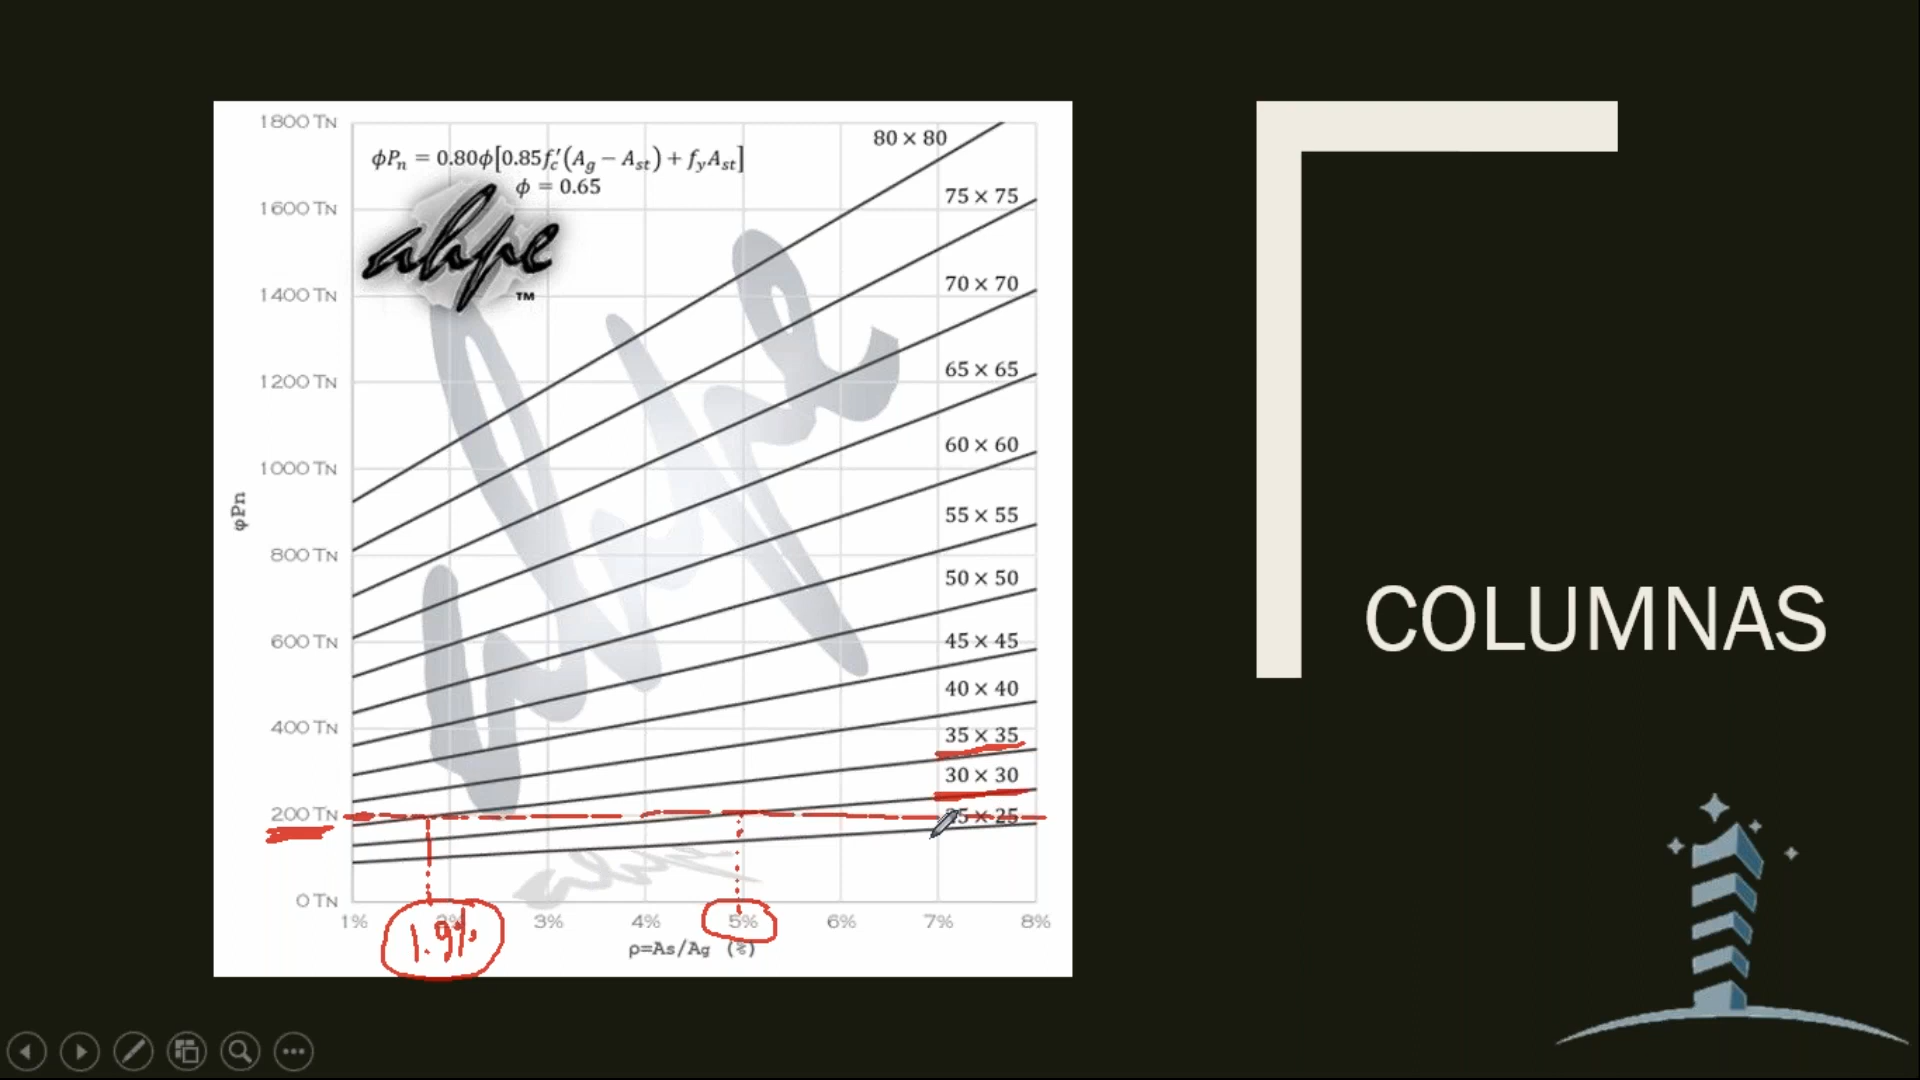 1800 TN
80 × 80
ϕPₙ = 0.80ϕ[0.85f′c(Ag − Ast) + fyAst]
ϕ = 0.65
75 × 75
1600 TN
ahpe
™
70 × 70
1400 TN
65 × 65
1200 TN
60 × 60
1000 TN
φPn
55 × 55
800 TN
50 × 50
COLUMNAS
600 TN
45 × 45
40 × 40
400 TN
35 × 35
30 × 30
200 TN
25 × 25
0 TN
1% 2% 3% 4% 5% 6% 7% 8%
1.9%
ρ=As/Ag (%)